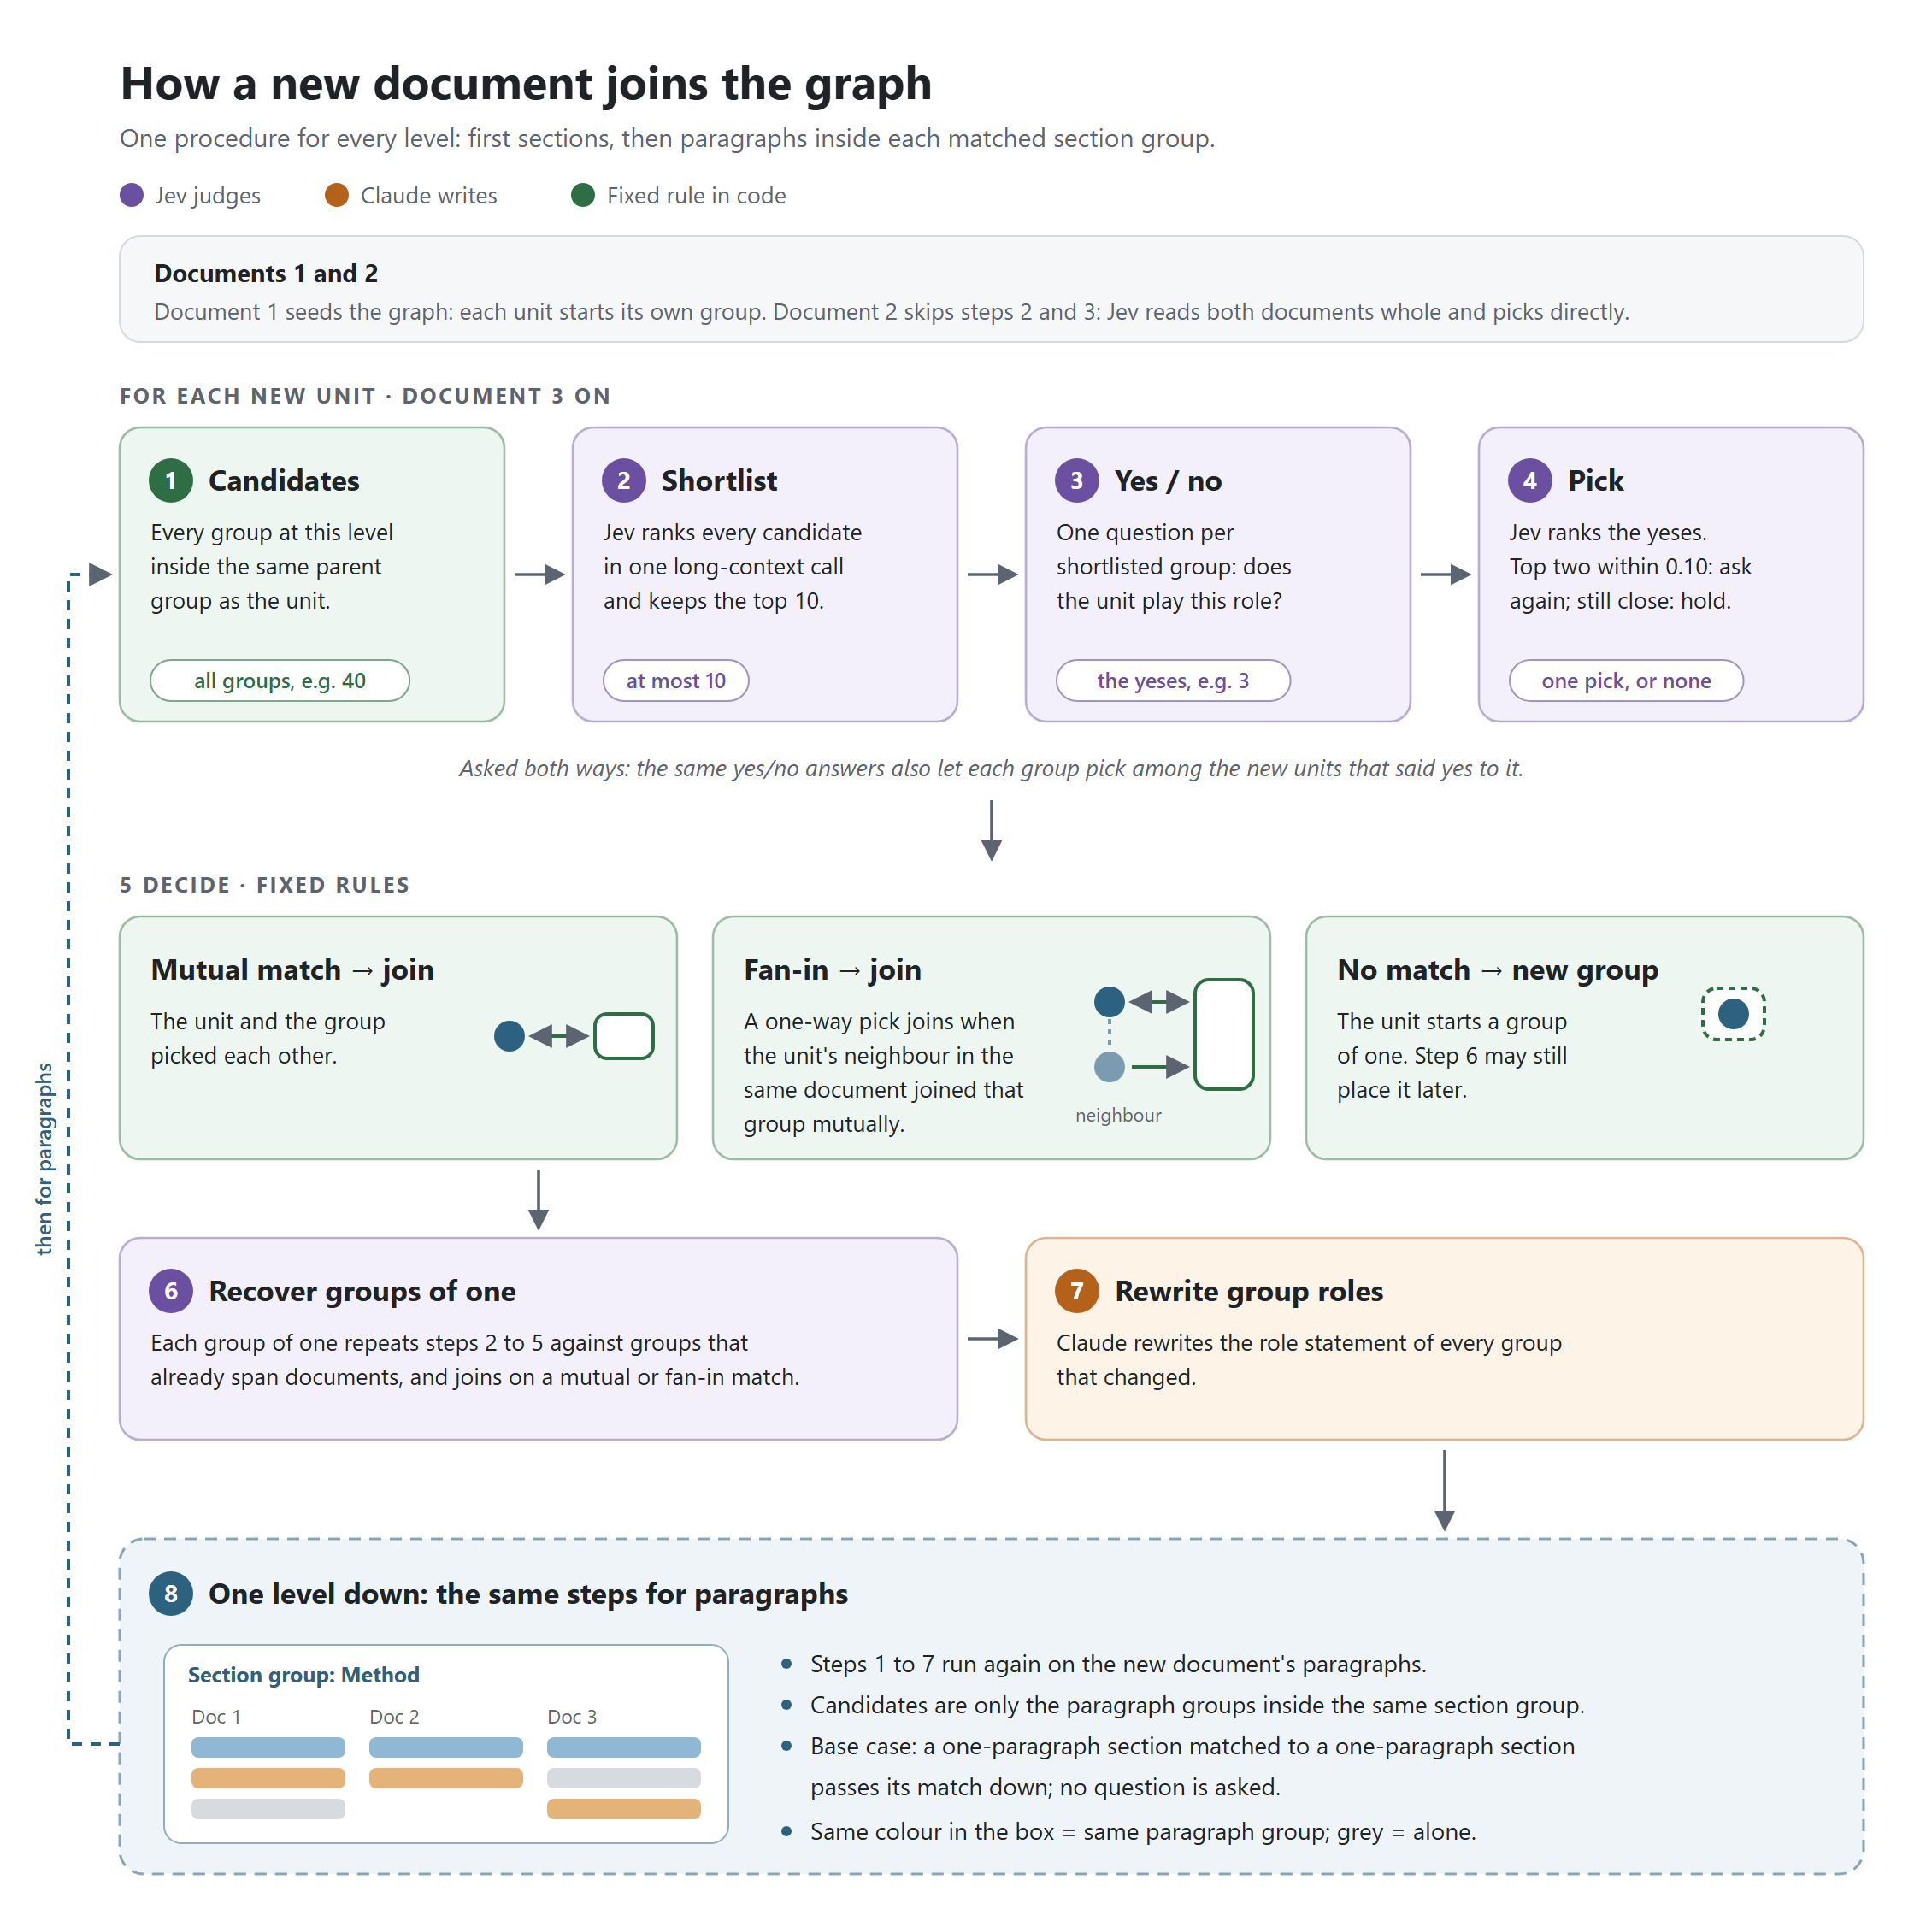 How a new document joins the graph
One procedure for every level: first sections, then paragraphs inside each matched section group.
Jev judges
Claude writes
Fixed rule in code
Documents 1 and 2
Document 1 seeds the graph: each unit starts its own group. Document 2 skips steps 2 and 3: Jev reads both documents whole and picks directly.
FOR EACH NEW UNIT · DOCUMENT 3 ON
1 Candidates
Every group at this level
inside the same parent
group as the unit.
all groups, e.g. 40
2 Shortlist
Jev ranks every candidate
in one long-context call
and keeps the top 10.
at most 10
3 Yes / no
One question per
shortlisted group: does
the unit play this role?
the yeses, e.g. 3
4 Pick
Jev ranks the yeses.
Top two within 0.10: ask
again; still close: hold.
one pick, or none
Asked both ways: the same yes/no answers also let each group pick among the new units that said yes to it.
5 DECIDE · FIXED RULES
Mutual match → join
The unit and the group
picked each other.
Fan-in → join
A one-way pick joins when
the unit's neighbour in the
same document joined that
group mutually.
neighbour
No match → new group
The unit starts a group
of one. Step 6 may still
place it later.
then for paragraphs
6 Recover groups of one
Each group of one repeats steps 2 to 5 against groups that
already span documents, and joins on a mutual or fan-in match.
7 Rewrite group roles
Claude rewrites the role statement of every group
that changed.
8 One level down: the same steps for paragraphs
Section group: Method
Doc 1
Doc 2
Doc 3
Steps 1 to 7 run again on the new document's paragraphs.
Candidates are only the paragraph groups inside the same section group.
Base case: a one-paragraph section matched to a one-paragraph section
passes its match down; no question is asked.
Same colour in the box = same paragraph group; grey = alone.